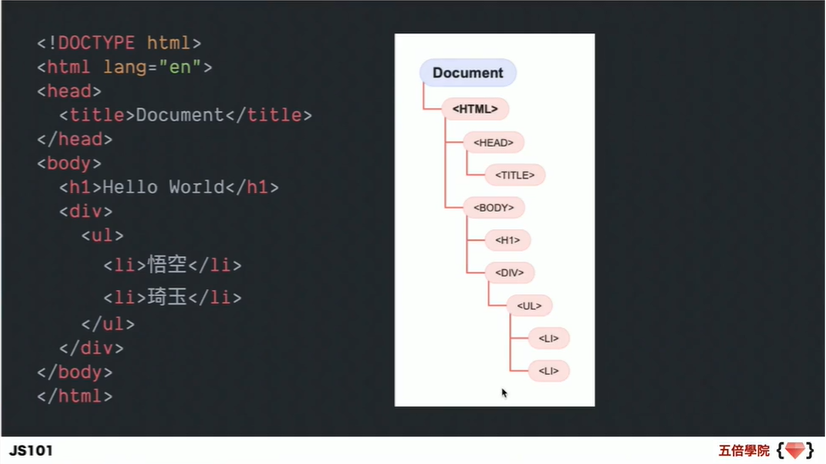 <!DOCTYPE html>
<html lang="en">
<head>
<title>Document</title>
</head>
<body>
<h1>Hello World</h1>
<div>
<ul>
<li>悟空</li>
<li>琦玉</li>
</ul>
</div>
</body>
</html>
Document
<HTML>
<HEAD>
<TITLE>
<BODY>
<H1>
<DIV>
<UL>
<LI>
<LI>
JS101
五倍學院